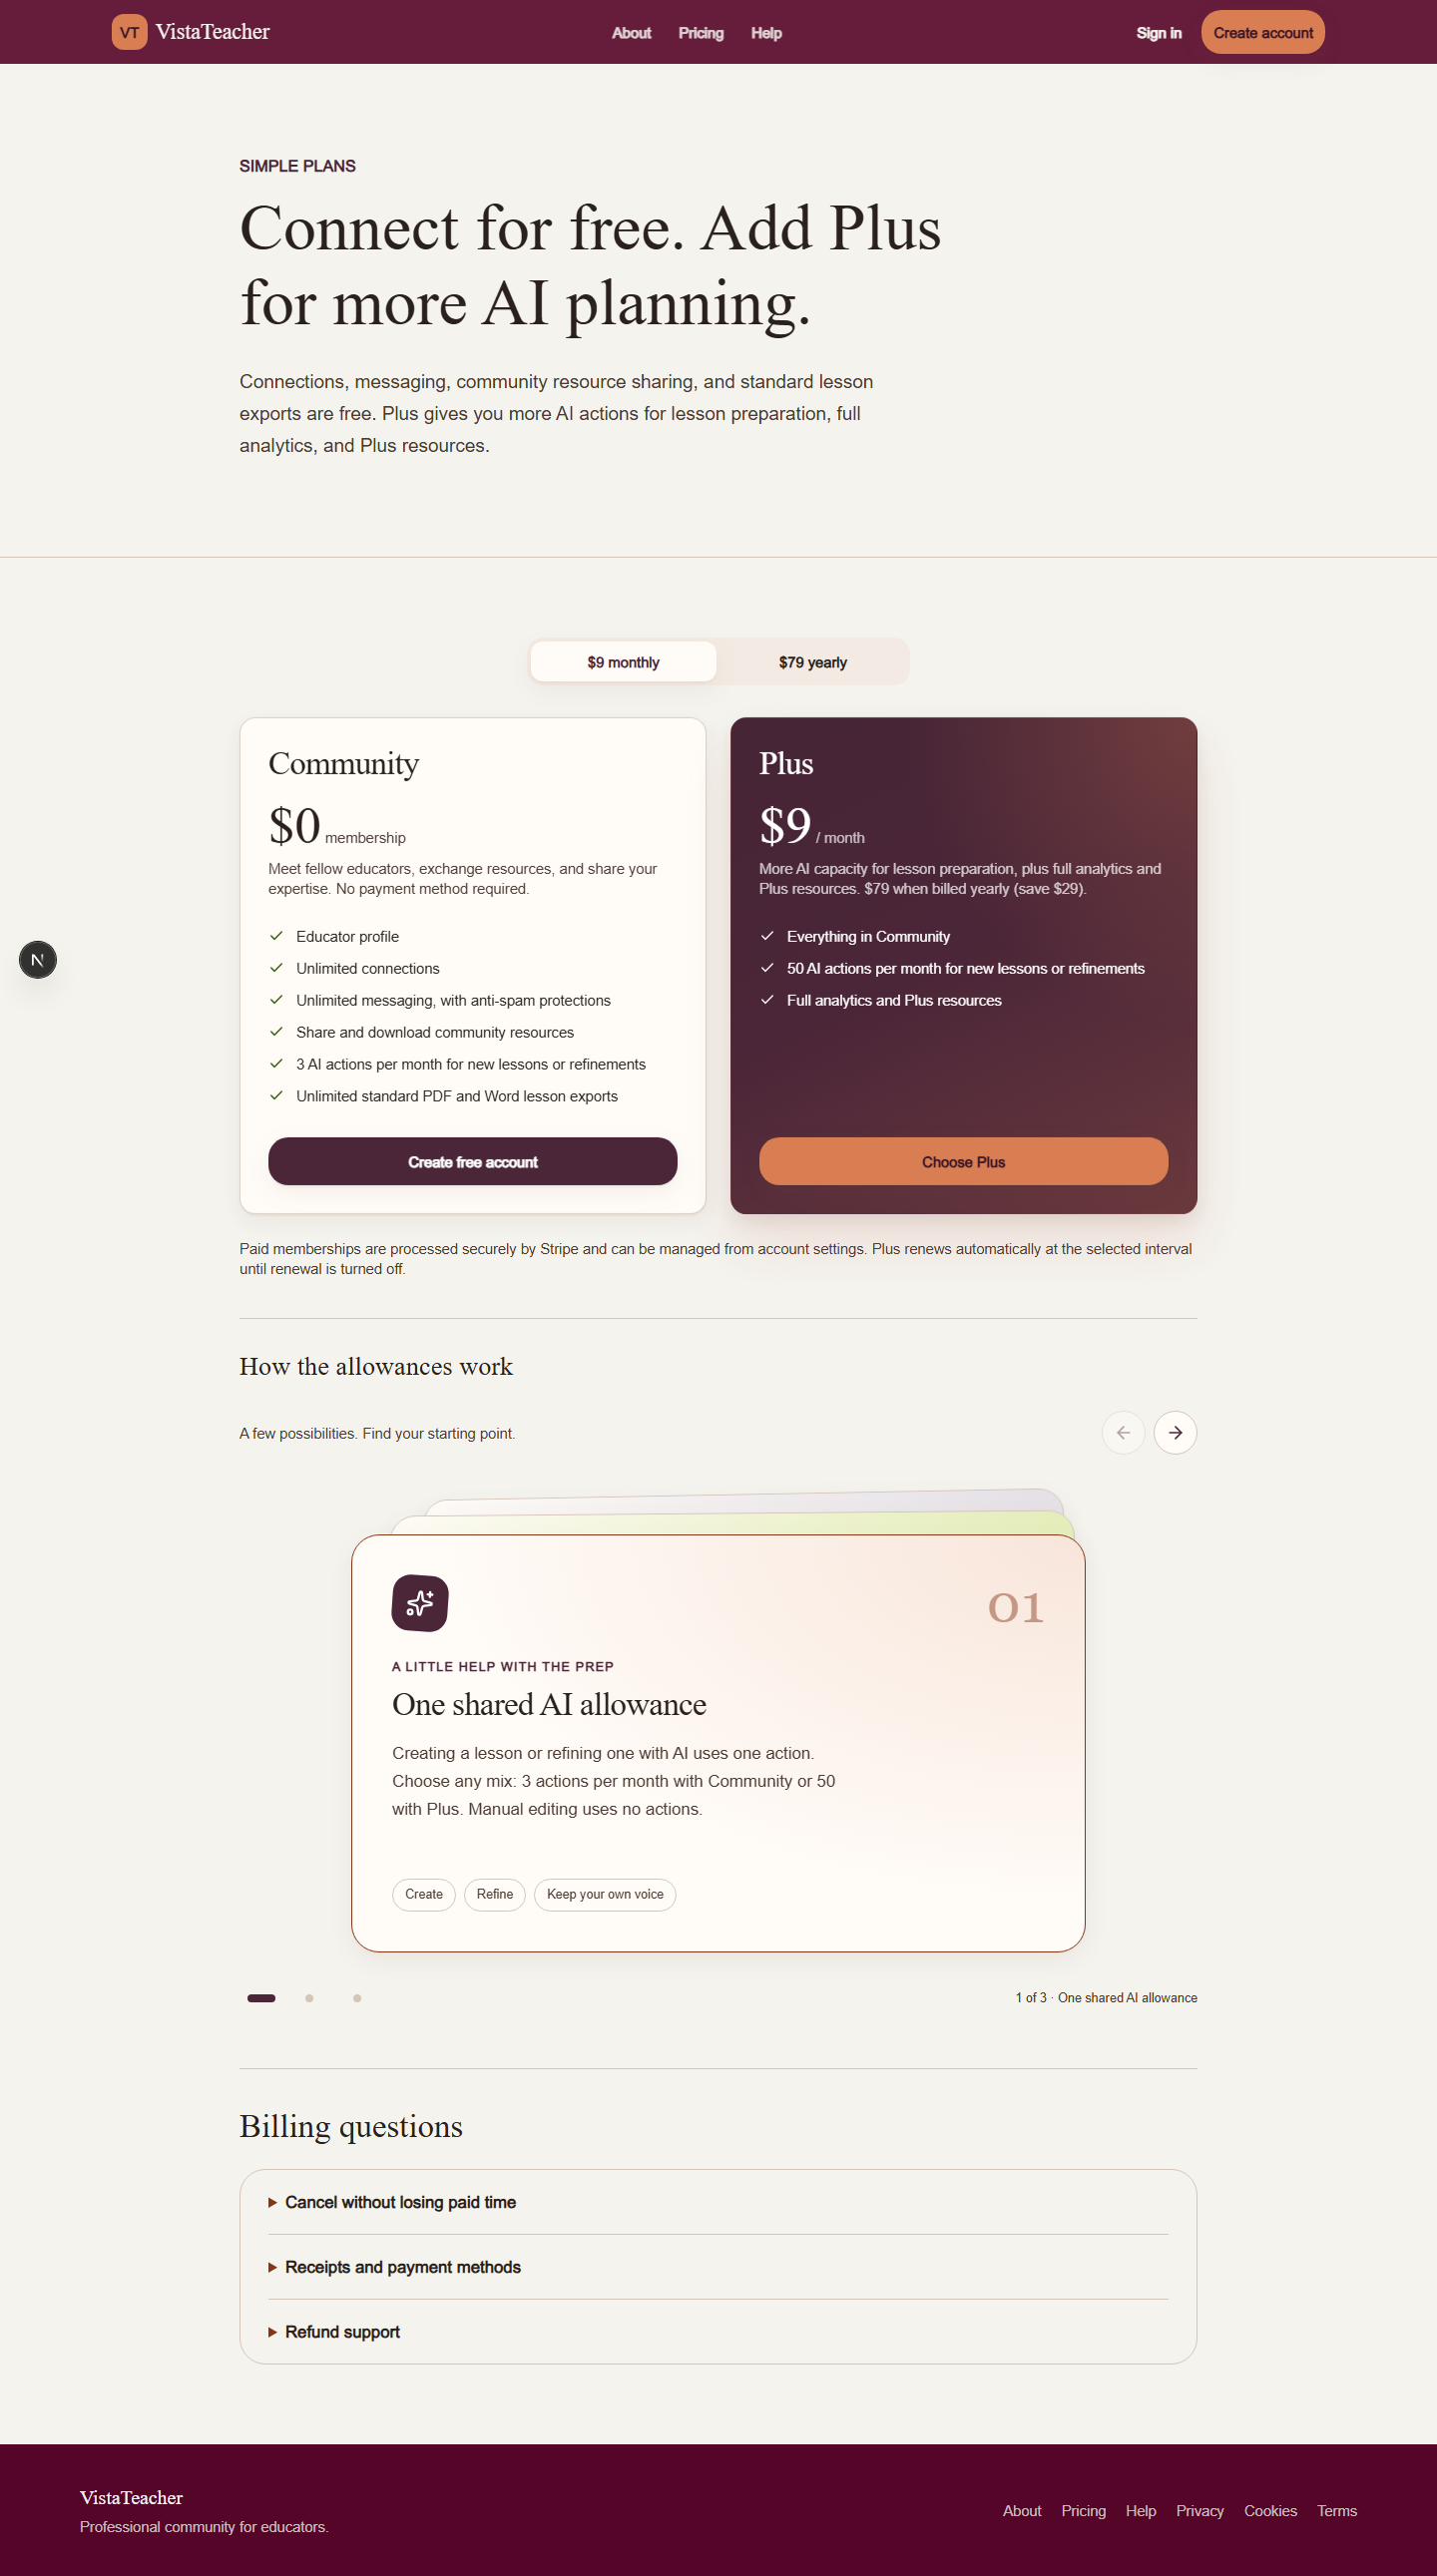 VT VistaTeacher
About Pricing Help
Sign in Create account
SIMPLE PLANS
Connect for free. Add Plus
for more AI planning.
Connections, messaging, community resource sharing, and standard lesson
exports are free. Plus gives you more AI actions for lesson preparation, full
analytics, and Plus resources.
$9 monthly $79 yearly
Community
$0 membership
Meet fellow educators, exchange resources, and share your
expertise. No payment method required.
Educator profile
Unlimited connections
Unlimited messaging, with anti-spam protections
Share and download community resources
3 AI actions per month for new lessons or refinements
Unlimited standard PDF and Word lesson exports
Create free account
Plus
$9 / month
More AI capacity for lesson preparation, plus full analytics and
Plus resources. $79 when billed yearly (save $29).
Everything in Community
50 AI actions per month for new lessons or refinements
Full analytics and Plus resources
Choose Plus
N
Paid memberships are processed securely by Stripe and can be managed from account settings. Plus renews automatically at the selected interval
until renewal is turned off.
How the allowances work
A few possibilities. Find your starting point.
01
A LITTLE HELP WITH THE PREP
One shared AI allowance
Creating a lesson or refining one with AI uses one action.
Choose any mix: 3 actions per month with Community or 50
with Plus. Manual editing uses no actions.
Create Refine Keep your own voice
1 of 3 · One shared AI allowance
Billing questions
Cancel without losing paid time
Receipts and payment methods
Refund support
VistaTeacher
Professional community for educators.
About Pricing Help Privacy Cookies Terms